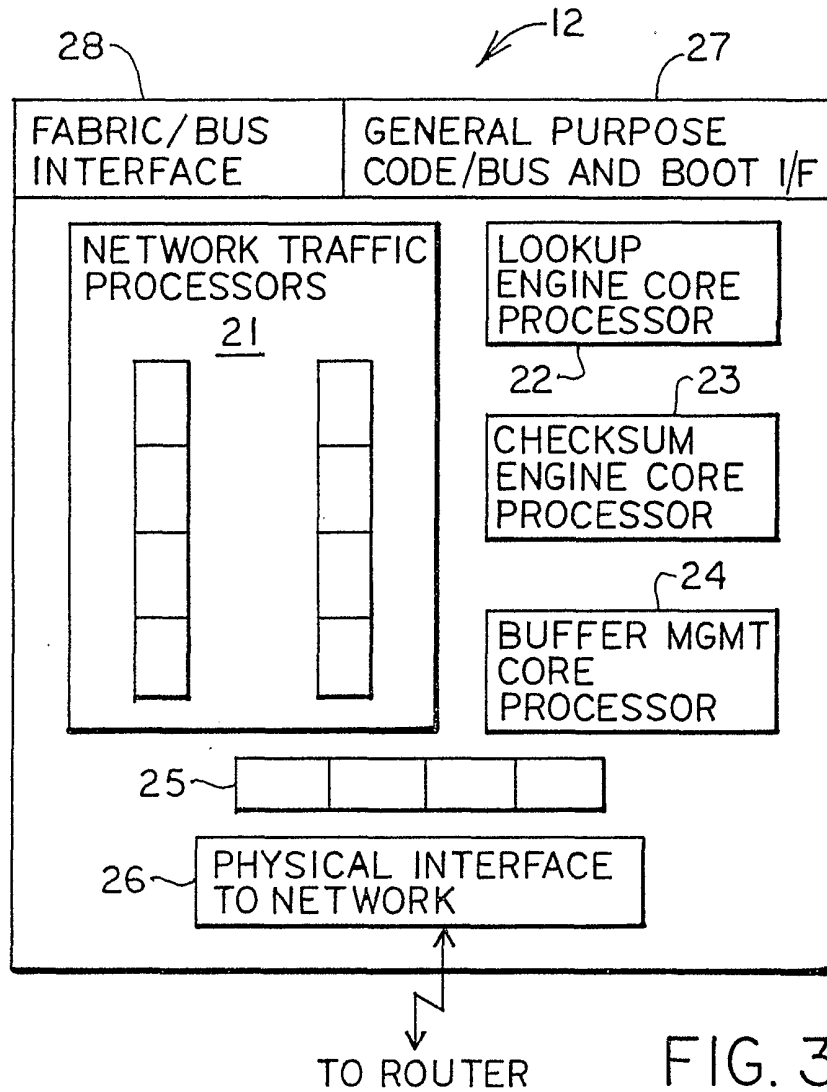 12
28
27
FABRIC/BUS
INTERFACE
GENERAL PURPOSE
CODE/BUS AND BOOT I/F
NETWORK TRAFFIC
PROCESSORS
21
LOOKUP
ENGINE CORE
PROCESSOR
22
23
CHECKSUM
ENGINE CORE
PROCESSOR
24
BUFFER MGMT
CORE
PROCESSOR
25
26
PHYSICAL INTERFACE
TO NETWORK
TO ROUTER
FIG. 3